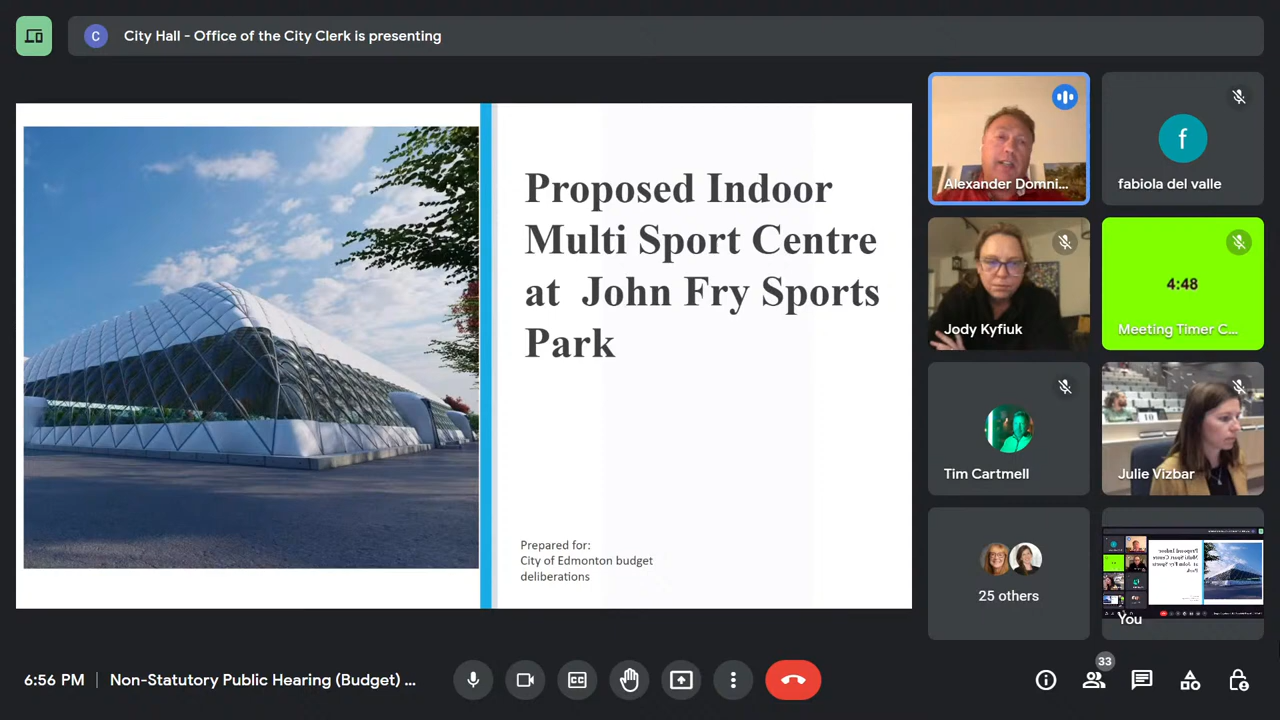 C
City Hall - Office of the City Clerk is presenting
Proposed Indoor
Multi Sport Centre
at John Fry Sports
Park
Prepared for:
City of Edmonton budget
deliberations
Alexander Domni...
f
fabiola del valle
Jody Kyfiuk
4:48
Meeting Timer C...
Tim Cartmell
10
Julie Vizbar
25 others
You
6:56 PM
Non-Statutory Public Hearing (Budget) ...
33